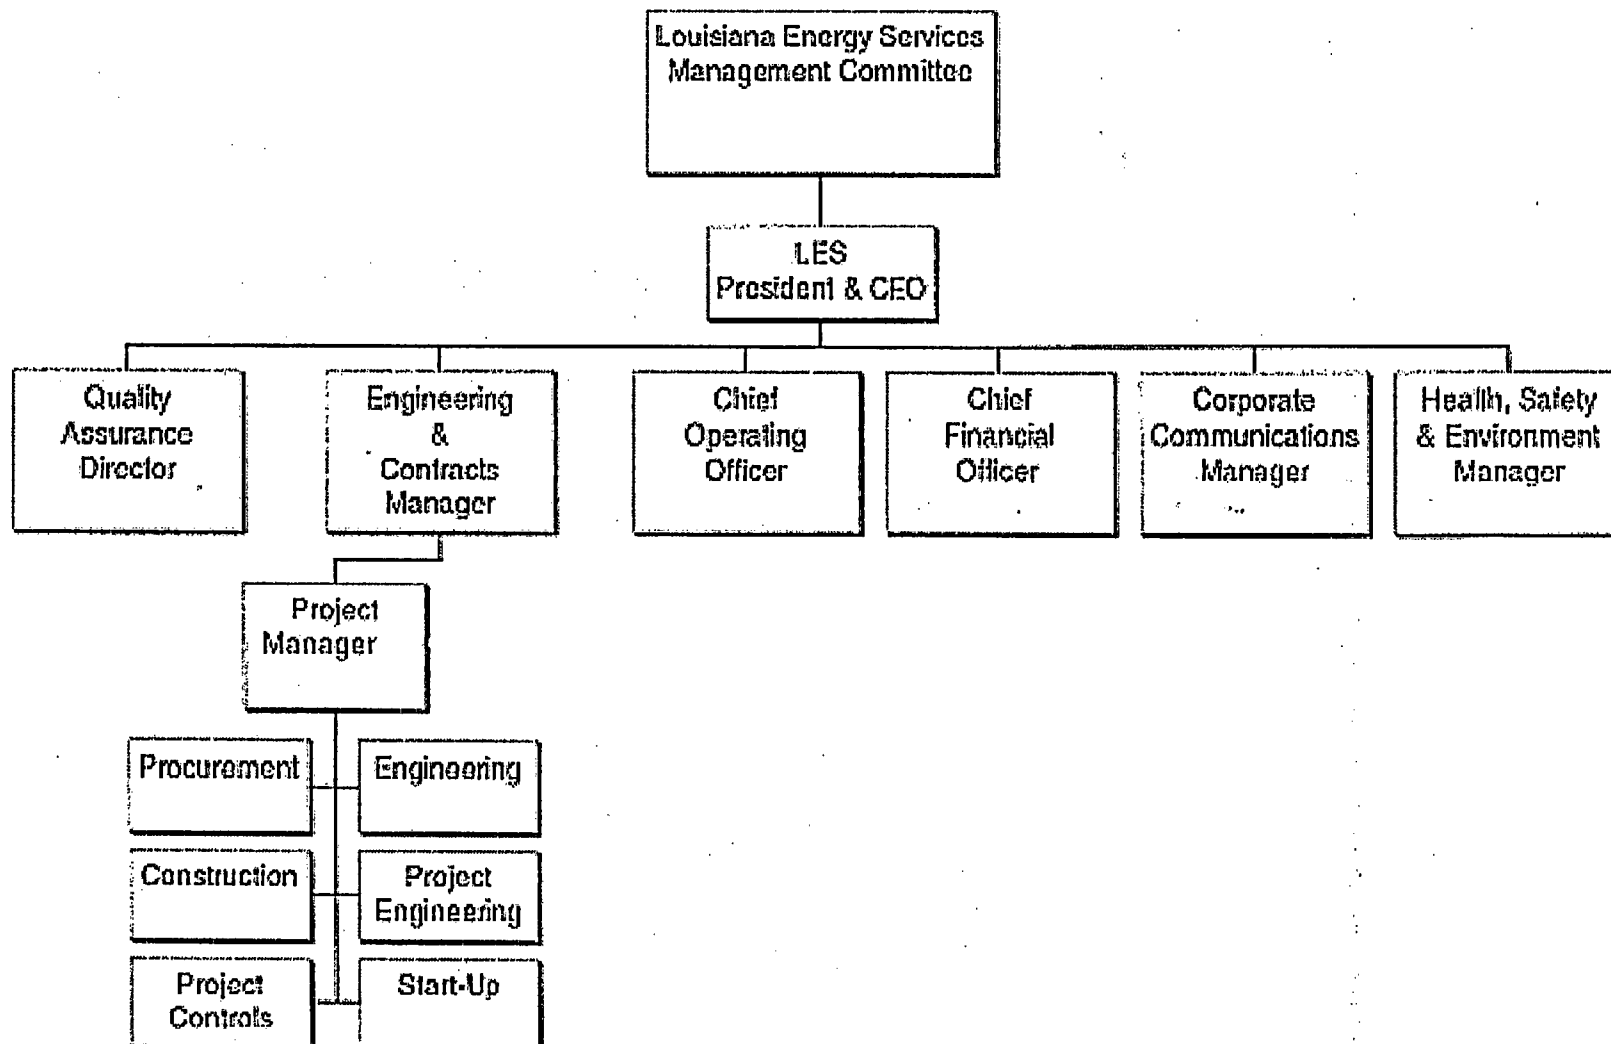 Louisiana Energy Services
Management Committee
LES
President & CEO
Quality
Assurance
Director
Engineering
&
Contracts
Manager
Chief
Operating
Officer
Chief
Financial
Officer
Corporate
Communications
Manager
Health, Safety
& Environment
Manager
Project
Manager
Procurement
Engineering
Construction
Project
Engineering
Project
Controls
Start-Up